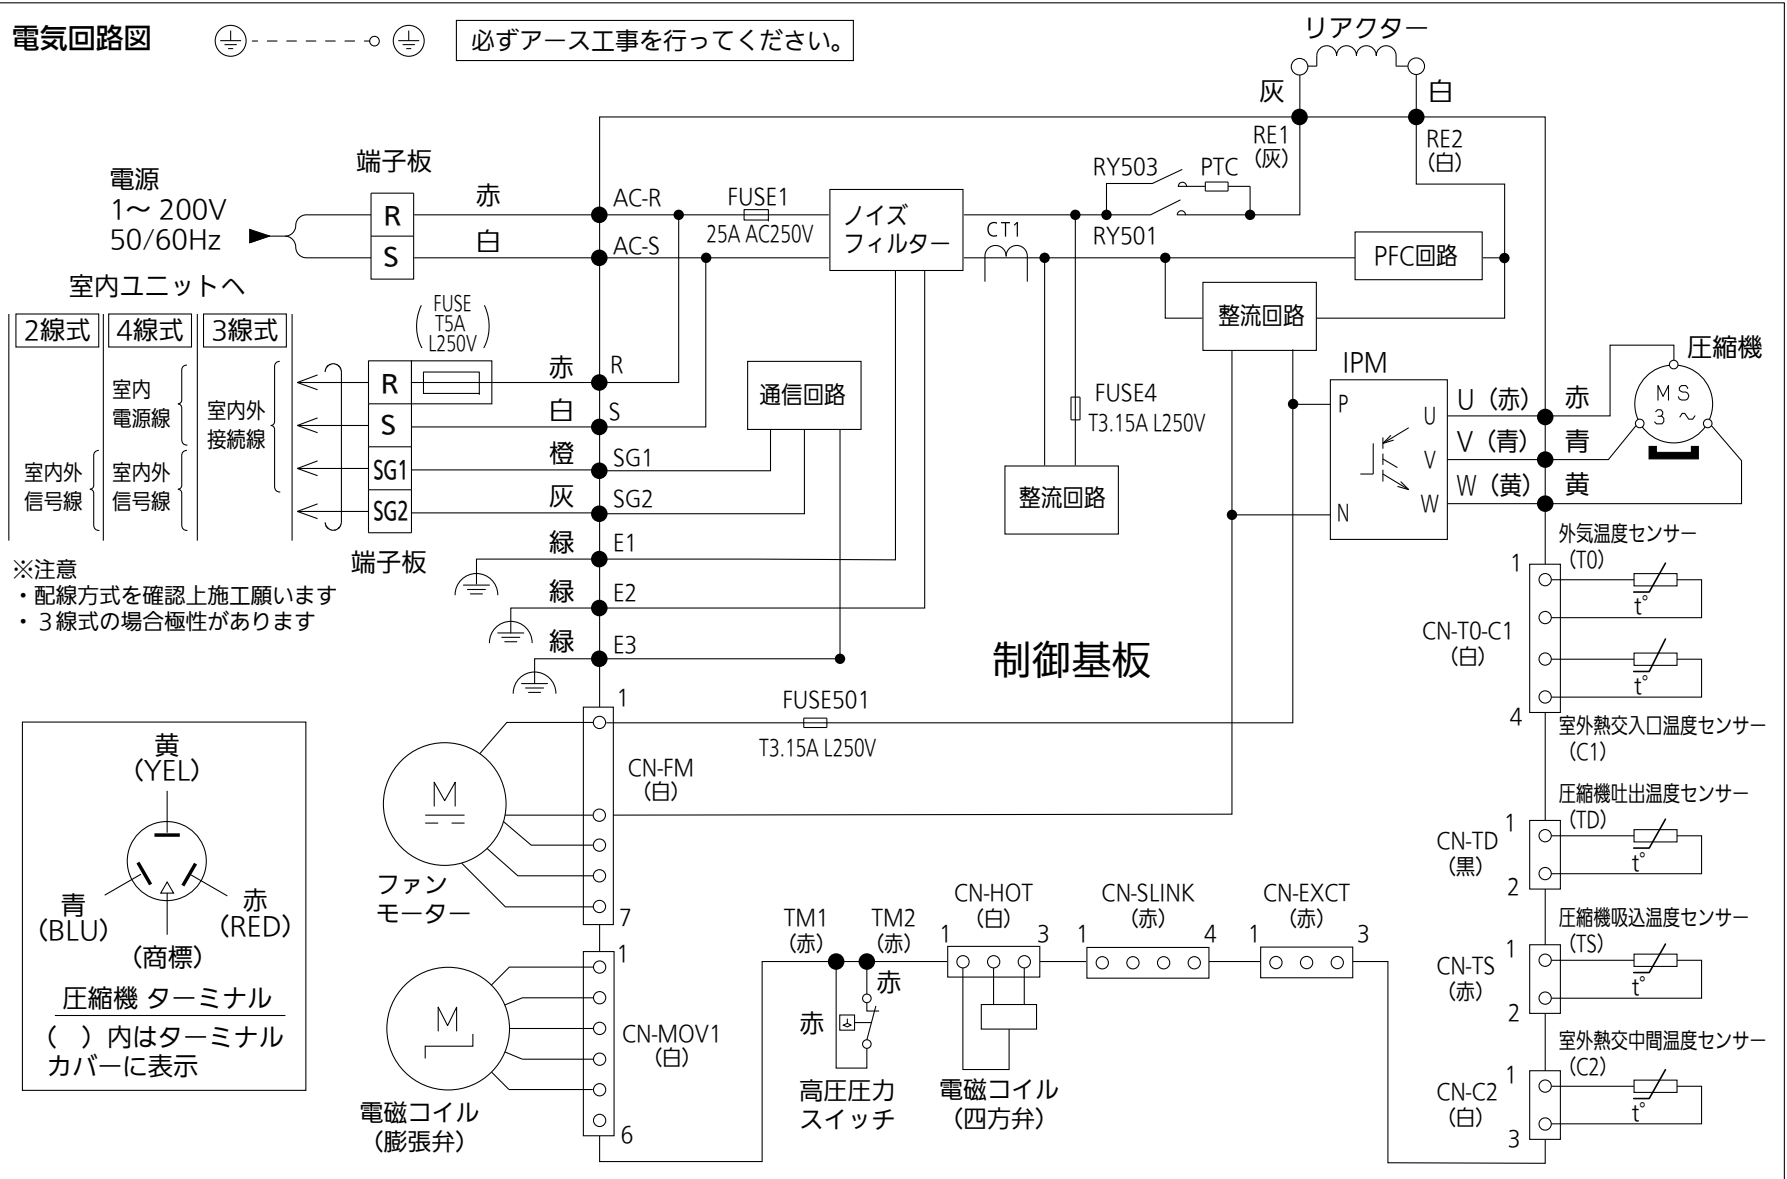 電気回路図
必ずアース工事を行ってください。
リアクター
灰
白
RE1
(灰)
RE2
(白)
端子板
電源
1〜 200V
50/60Hz
R
S
赤
白
AC-R
AC-S
FUSE1
25A AC250V
ノイズ
フィルター
RY503
PTC
RY501
CT1
PFC回路
整流回路
室内ユニットへ
2線式
4線式
3線式
室内
電源線
室内外
接続線
室内外
信号線
室内外
信号線
(FUSE
T5A
L250V)
R
S
SG1
SG2
端子板
赤
白
橙
灰
緑
緑
緑
R
S
SG1
SG2
E1
E2
E3
通信回路
FUSE4
T3.15A L250V
整流回路
IPM
P
N
U
V
W
U (赤)
V (青)
W (黄)
赤
青
黄
圧縮機
M S
3 〜
※注意
・配線方式を確認上施工願います
・３線式の場合極性があります
制御基板
外気温度センサー
(T0)
1
t°
CN-T0-C1
(白)
t°
4
室外熱交入口温度センサー
(C1)
圧縮機吐出温度センサー
(TD)
1
CN-TD
(黒)
t°
2
圧縮機吸込温度センサー
(TS)
1
CN-TS
(赤)
t°
2
室外熱交中間温度センサー
(C2)
1
CN-C2
(白)
t°
3
1
FUSE501
T3.15A L250V
CN-FM
(白)
M
ファン
モーター
7
1
M
CN-MOV1
(白)
電磁コイル
(膨張弁)
6
TM1
(赤)
TM2
(赤)
赤
赤
高圧圧力
スイッチ
CN-HOT
(白)
1
3
電磁コイル
(四方弁)
CN-SLINK
(赤)
1
4
CN-EXCT
(赤)
1
3
黄
(YEL)
青
(BLU)
赤
(RED)
(商標)
圧縮機 ターミナル
( ) 内はターミナル
カバーに表示